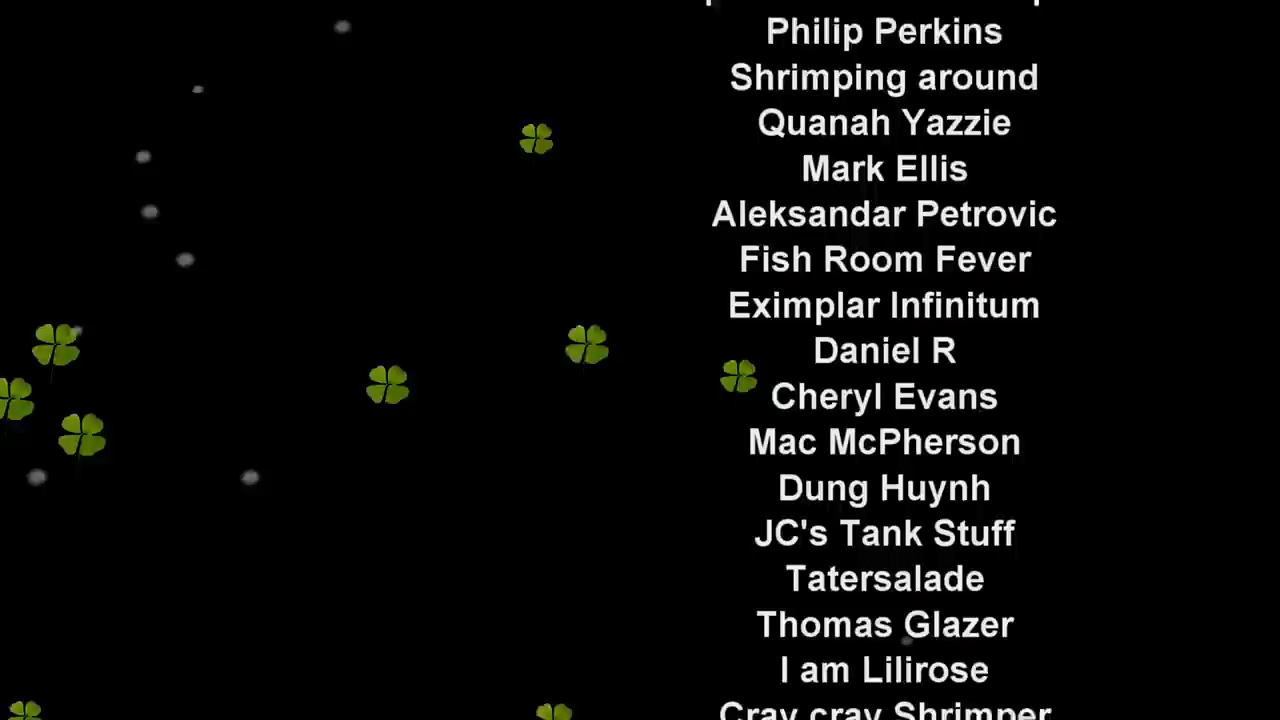 Philip Perkins
Shrimping around
Quanah Yazzie
Mark Ellis
Aleksandar Petrovic
Fish Room Fever
Eximplar Infinitum
Daniel R
Cheryl Evans
Mac McPherson
Dung Huynh
JC's Tank Stuff
Tatersalade
Thomas Glazer
I am Lilirose
Cray cray Shrimper